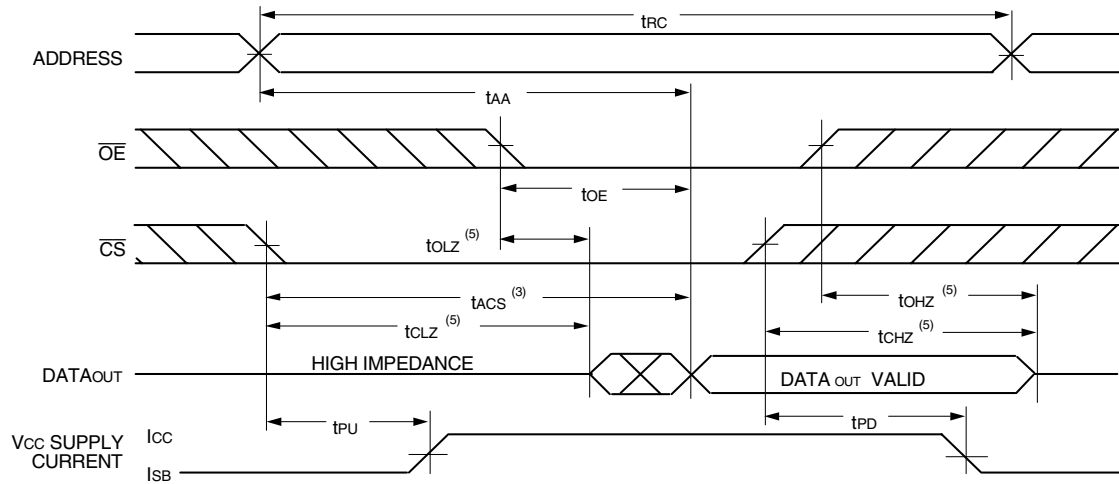 tRC
ADDRESS
tAA
OE
tOE
CS
tOLZ (5)
tACS (3)
tOHZ (5)
tCLZ (5)
tCHZ (5)
HIGH IMPEDANCE
DATAOUT
DATA OUT VALID
tPU
tPD
VCC SUPPLY
CURRENT
ICC
ISB